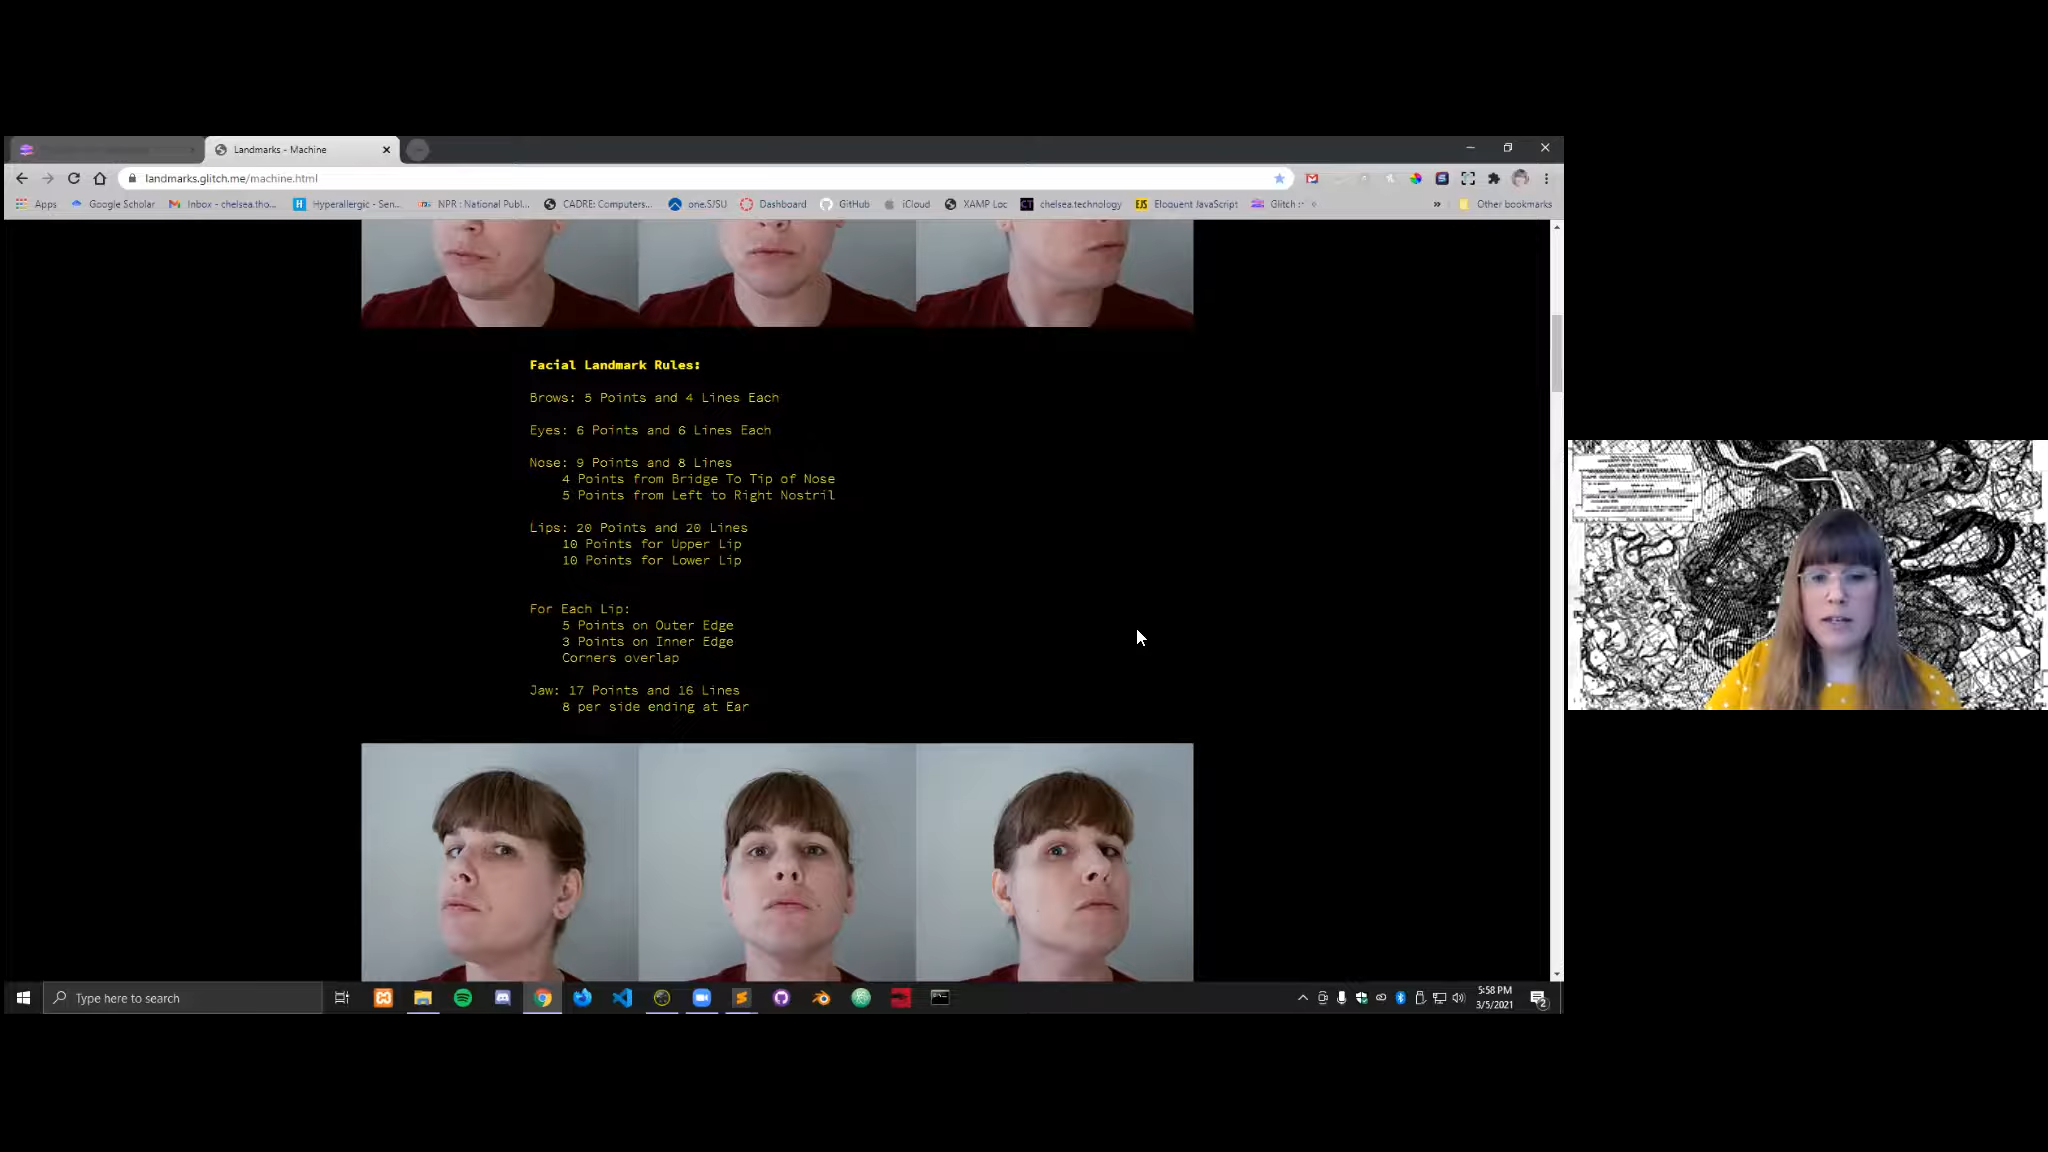 Landmarks - Machine
landmarks.glitch.me/machine.html
Apps
Google Scholar
Inbox - chelsea.tho...
Hyperallergic - Sen...
NPR : National Publ...
CADRE: Computers...
one.SJSU
Dashboard
GitHub
iCloud
XAMP Loc
chelsea.technology
Eloquent JavaScript
Glitch :·
»
Other bookmarks
Facial Landmark Rules:
Brows: 5 Points and 4 Lines Each
Eyes: 6 Points and 6 Lines Each
Nose: 9 Points and 8 Lines
4 Points from Bridge To Tip of Nose
5 Points from Left to Right Nostril
Lips: 20 Points and 20 Lines
10 Points for Upper Lip
10 Points for Lower Lip
For Each Lip:
5 Points on Outer Edge
3 Points on Inner Edge
Corners overlap
Jaw: 17 Points and 16 Lines
8 per side ending at Ear
Type here to search
5:58 PM
3/5/2021
2